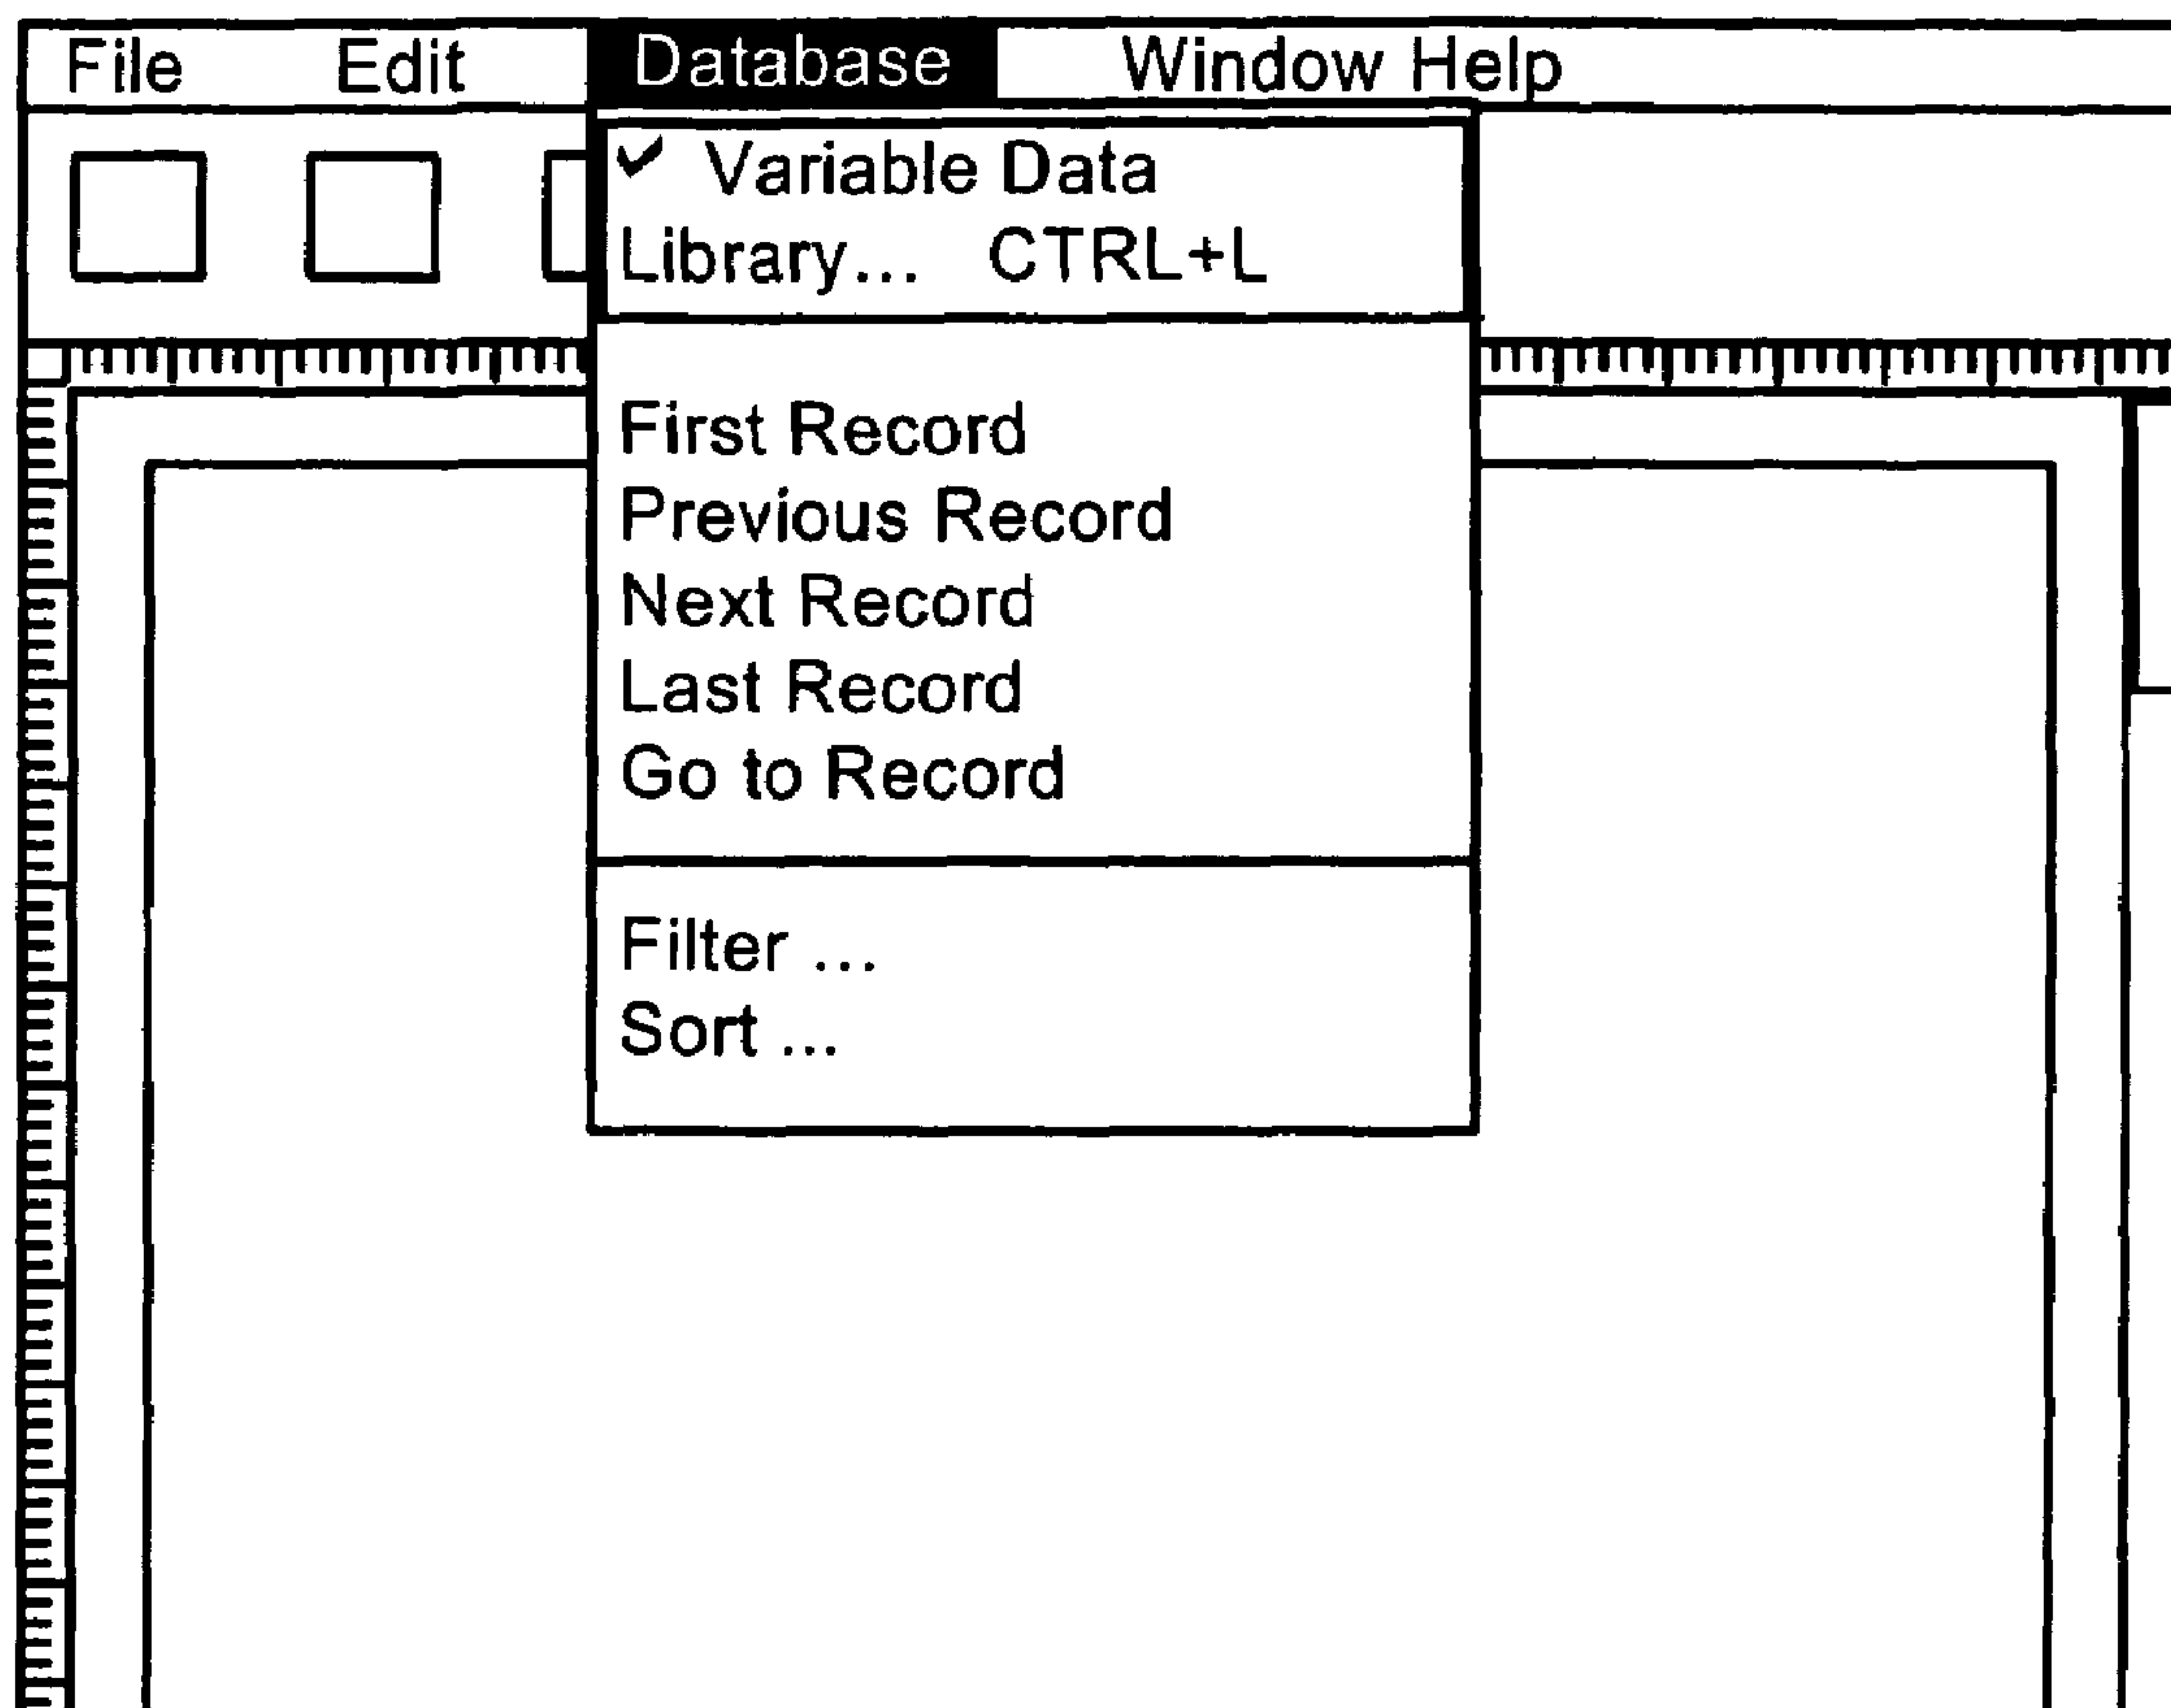 File Edit Database Window Help
✓ Variable Data
Library... CTRL+L
First Record
Previous Record
Next Record
Last Record
Go to Record
Filter ...
Sort ...